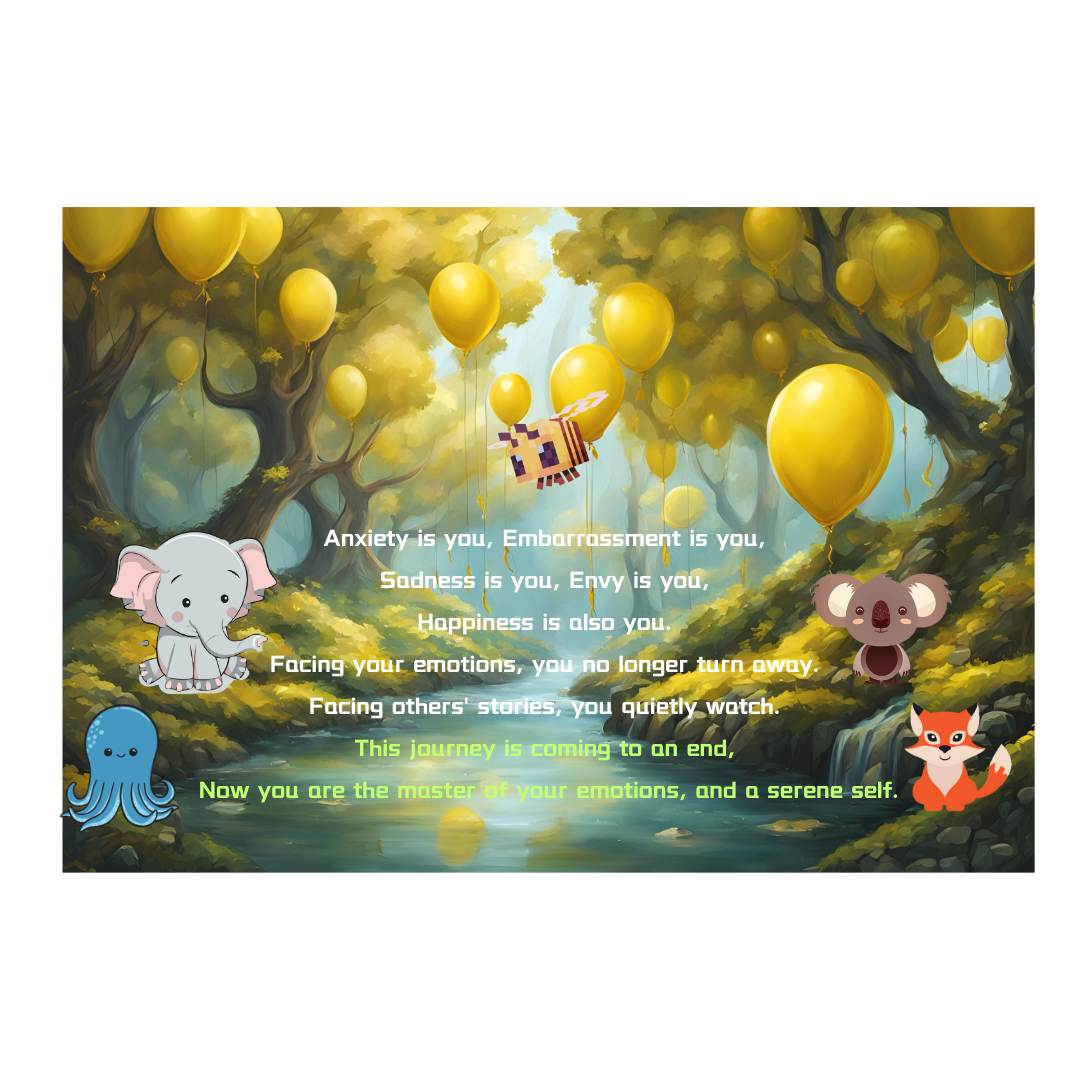 Anxiety is you, Embarrassment is you,
Sadness is you, Envy is you,
Happiness is also you.
Facing your emotions, you no longer turn away.
Facing others' stories, you quietly watch.
This journey is coming to an end,
Now you are the master of your emotions, and a serene self.